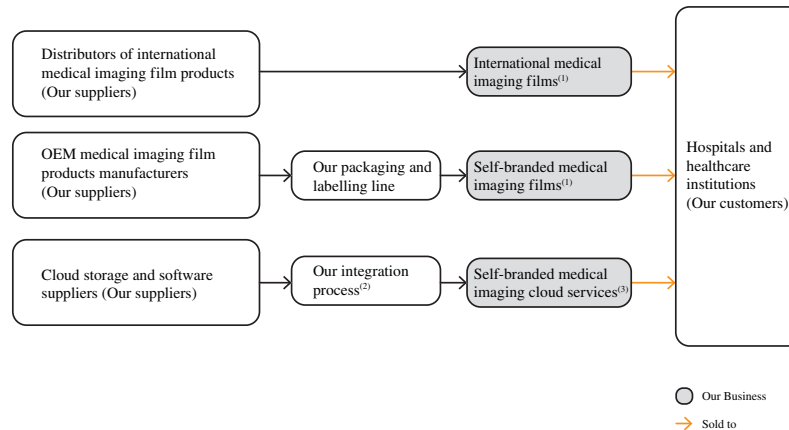 Distributors of international
medical imaging film products
(Our suppliers)
International medical
imaging films(1)
OEM medical imaging film
products manufacturers
(Our suppliers)
Our packaging and
labelling line
Self-branded medical
imaging films(1)
Hospitals and
healthcare
institutions
(Our customers)
Cloud storage and software
suppliers (Our suppliers)
Our integration
process(2)
Self-branded medical
imaging cloud services(3)
Our Business
Sold to